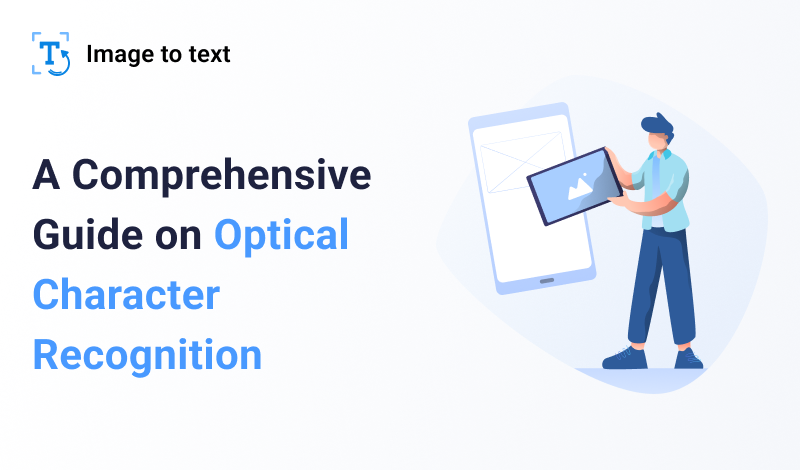 Image to text
A Comprehensive
Guide on Optical
Character
Recognition